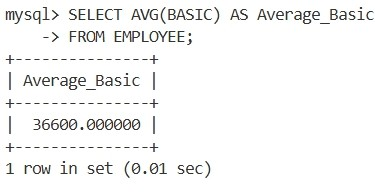 mysql> SELECT AVG(BASIC) AS Average_Basic
    -> FROM EMPLOYEE;
+---------------+
| Average_Basic |
+---------------+
|  36600.000000 |
+---------------+
1 row in set (0.01 sec)